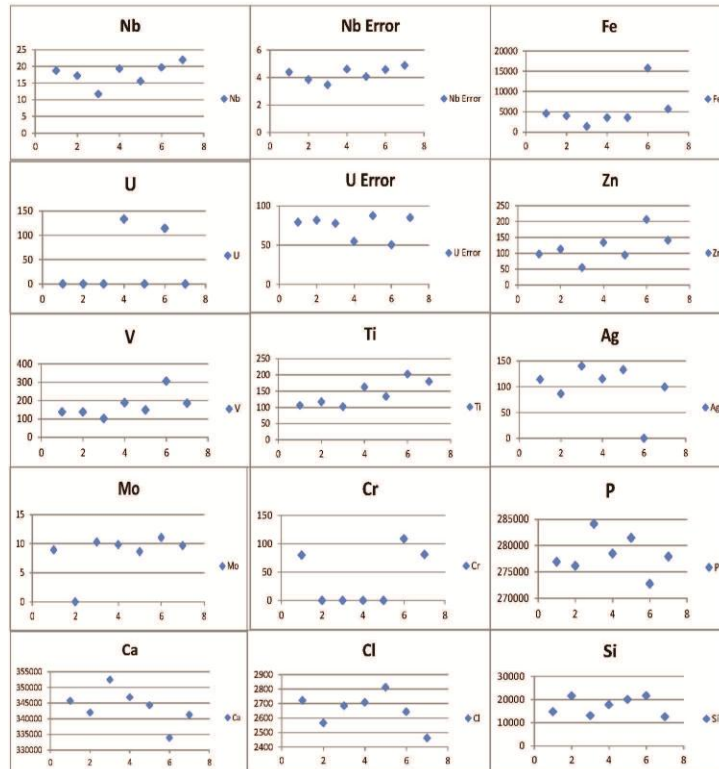 Nb
25
20
15
10
5
0
0 2 4 6 8
Nb
Nb Error
6
4
2
0
0 2 4 6 8
Nb Error
Fe
20000
15000
10000
5000
0
0 2 4 6 8
Fe
U
150
100
50
0
0 2 4 6 8
U
U Error
100
50
0
0 2 4 6 8
U Error
Zn
250
200
150
100
50
0
0 2 4 6 8
Zn
V
400
300
200
100
0
0 2 4 6 8
V
Ti
250
200
150
100
50
0
0 2 4 6 8
Ti
Ag
150
100
50
0
0 2 4 6 8
Ag
Mo
15
10
5
0
0 2 4 6 8
Mo
Cr
150
100
50
0
0 2 4 6 8
Cr
P
285000
280000
275000
270000
0 2 4 6 8
P
Ca
355000
350000
345000
340000
335000
330000
0 2 4 6 8
Ca
Cl
2900
2800
2700
2600
2500
2400
0 2 4 6 8
Cl
Si
30000
20000
10000
0
0 2 4 6 8
Si